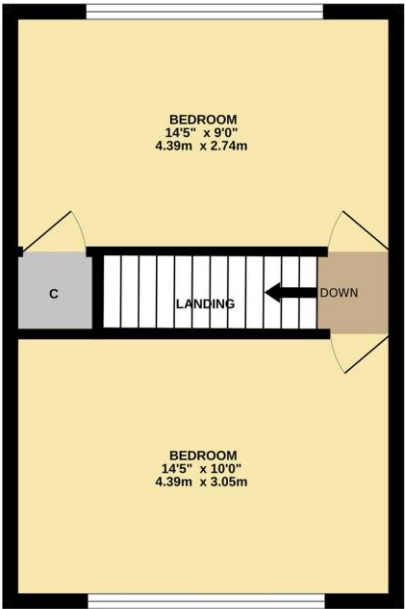 BEDROOM
14'5" x 9'0"
4.39m x 2.74m
C
LANDING
DOWN
BEDROOM
14'5" x 10'0"
4.39m x 3.05m